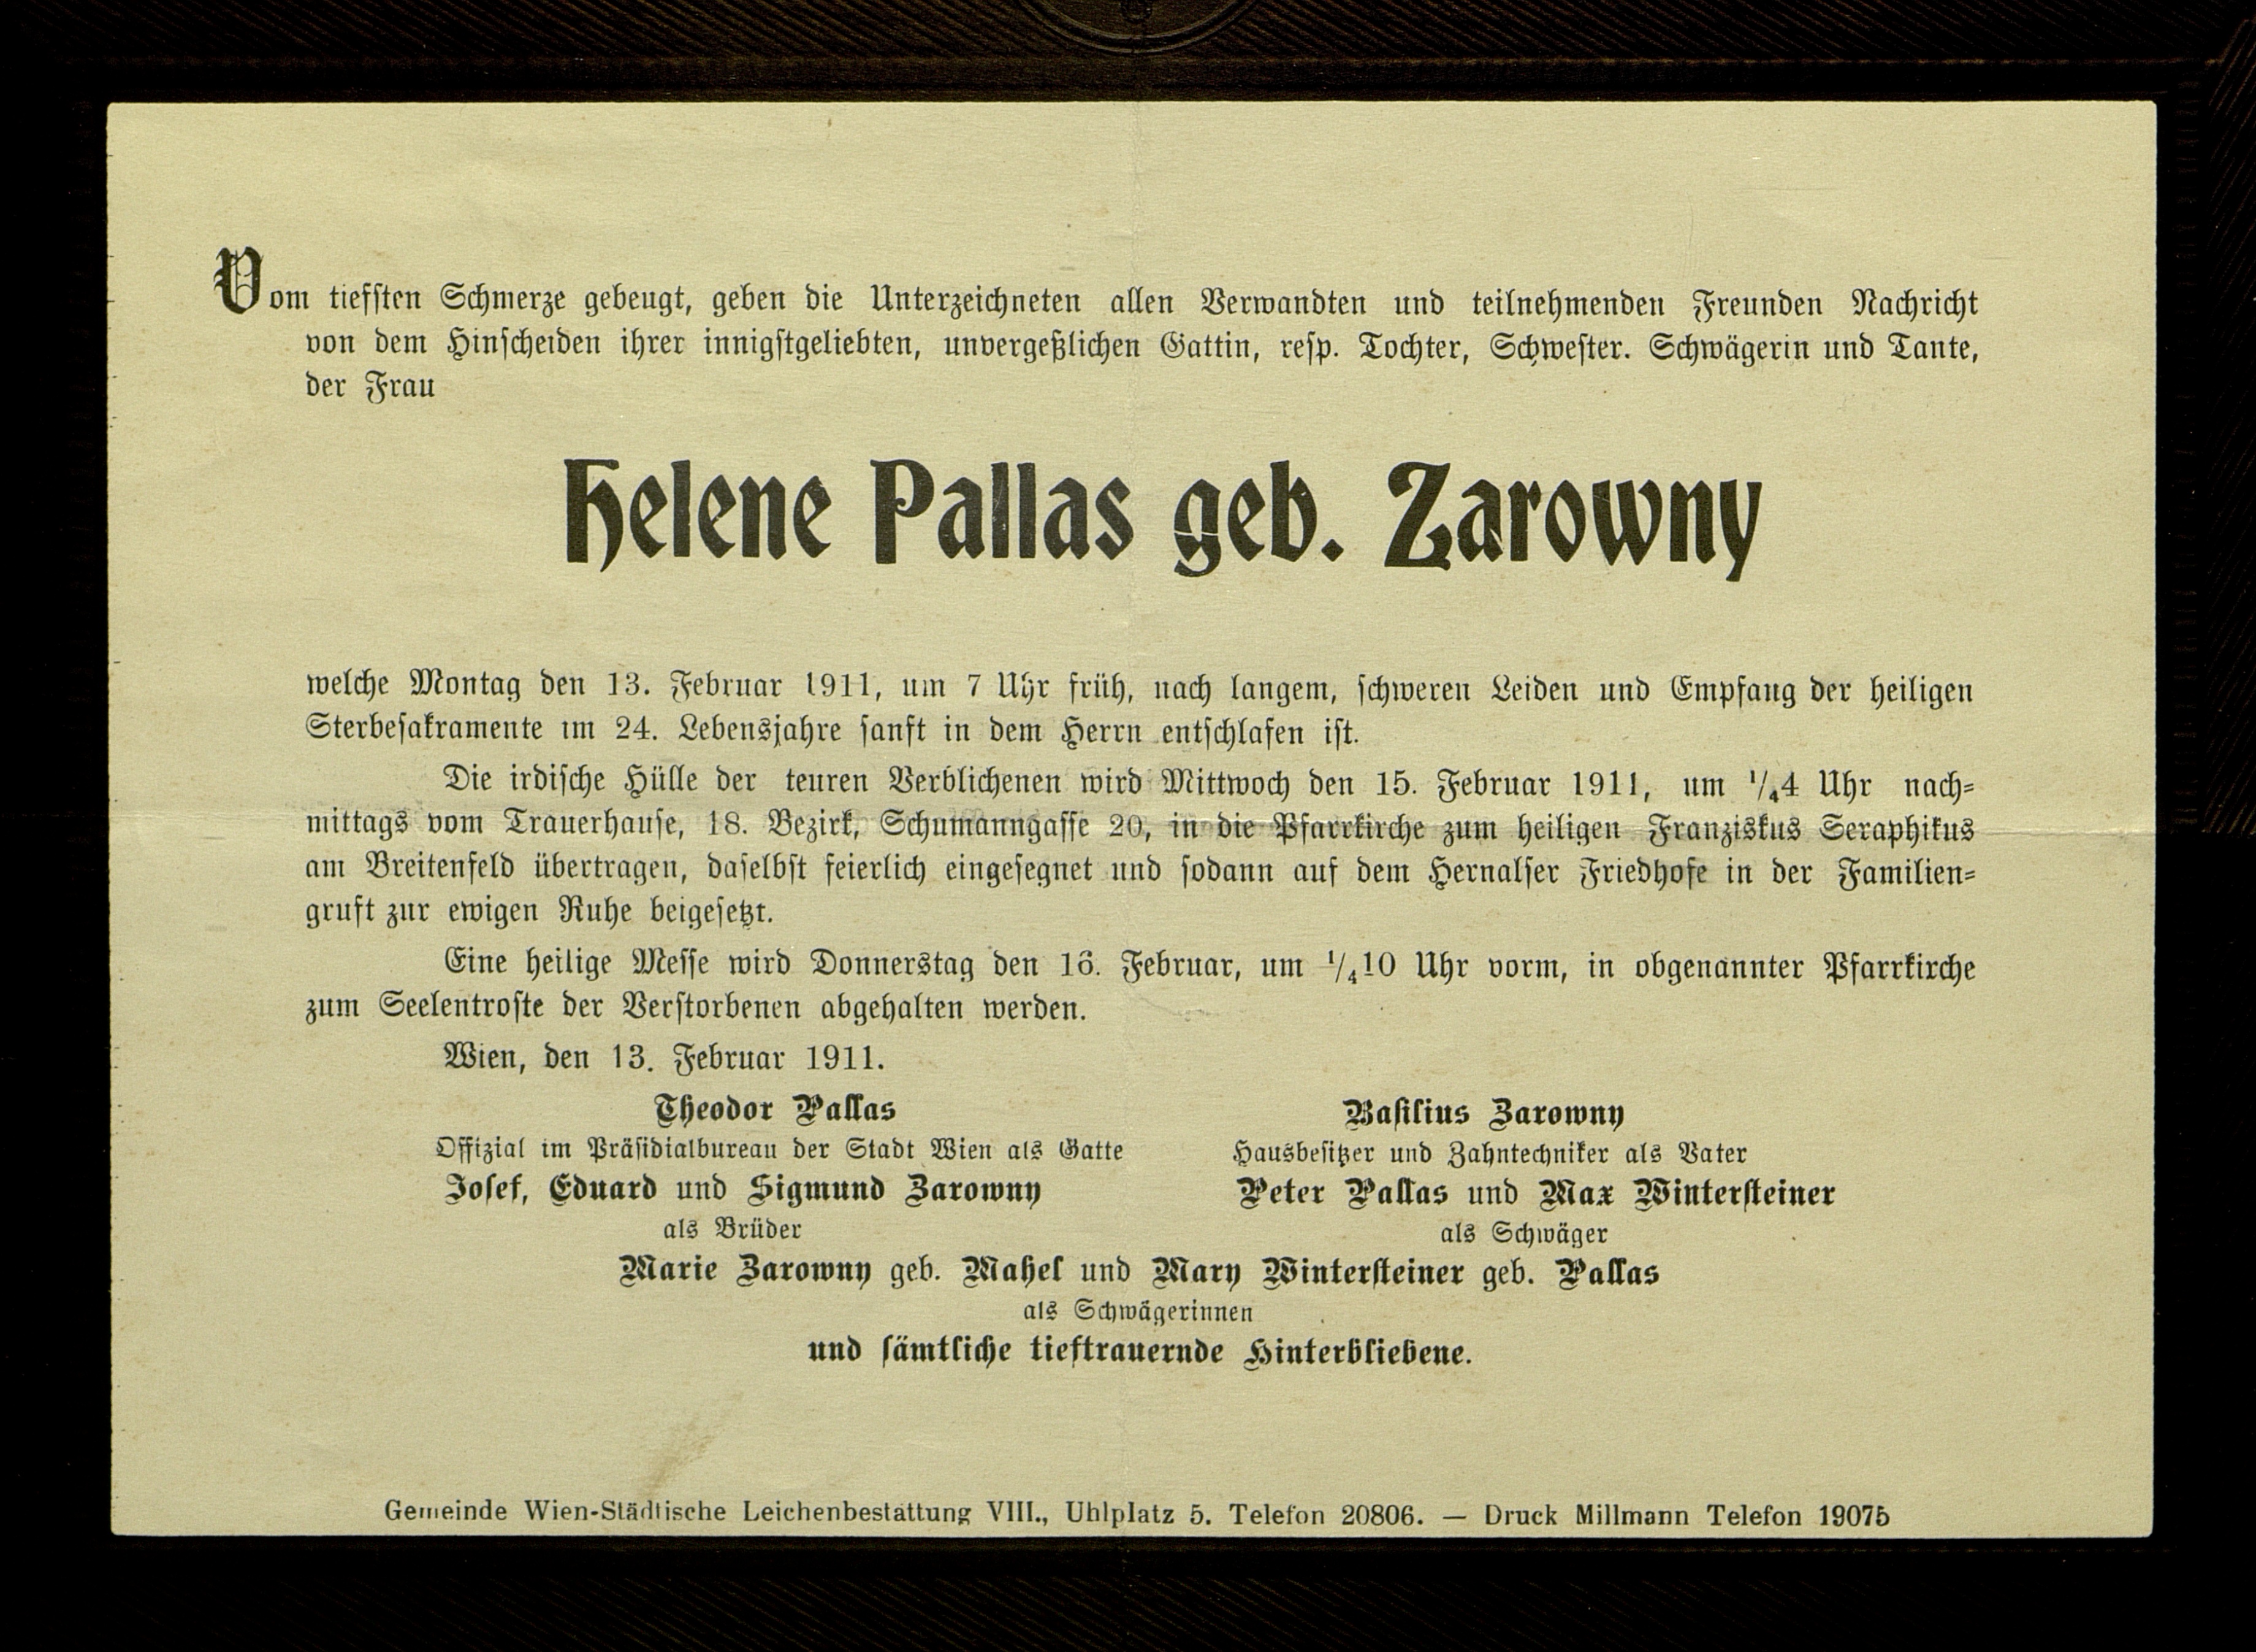 Vom tiefsten Schmerze gebeugt, geben die Unterzeichneten allen Verwandten und teilnehmenden Freunden Nachricht
von dem Hinscheiden ihrer innigstgeliebten, unvergeßlichen Gattin, resp. Tochter, Schwester. Schwägerin und Tante,
der Frau
Helene Pallas geb. Zarowny
welche Montag den 13. Februar 1911, um 7 Uhr früh, nach langem, schweren Leiden und Empfang der heiligen
Sterbesakramente im 24. Lebensjahre sanft in dem Herrn entschlafen ist.
Die irdische Hülle der teuren Verblichenen wird Mittwoch den 15. Februar 1911, um 1/4 4 Uhr nach-
mittags vom Trauerhause, 18. Bezirk, Schumanngasse 20, in die Pfarrkirche zum heiligen Franziskus Seraphikus
am Breitenfeld übertragen, daselbst feierlich eingesegnet und sodann auf dem Hernalser Friedhofe in der Familien-
gruft zur ewigen Ruhe beigesetzt.
Eine heilige Messe wird Donnerstag den 16. Februar, um 1/4 10 Uhr vorm, in obgenannter Pfarrkirche
zum Seelentroste der Verstorbenen abgehalten werden.
Wien, den 13. Februar 1911.
Theodor Pallas
Offizial im Präsidialbureau der Stadt Wien als Gatte
Josef, Eduard und Sigmund Zarowny
als Brüder
Basilius Zarowny
Hausbesitzer und Zahntechniker als Vater
Peter Pallas und Max Wintersteiner
als Schwäger
Marie Zarowny geb. Mahel und Mary Wintersteiner geb. Pallas
als Schwägerinnen
und sämtliche tieftrauernde Hinterbliebene.
Gemeinde Wien-Städtische Leichenbestattung VIII., Uhlplatz 5. Telefon 20806. — Druck Millmann Telefon 19075